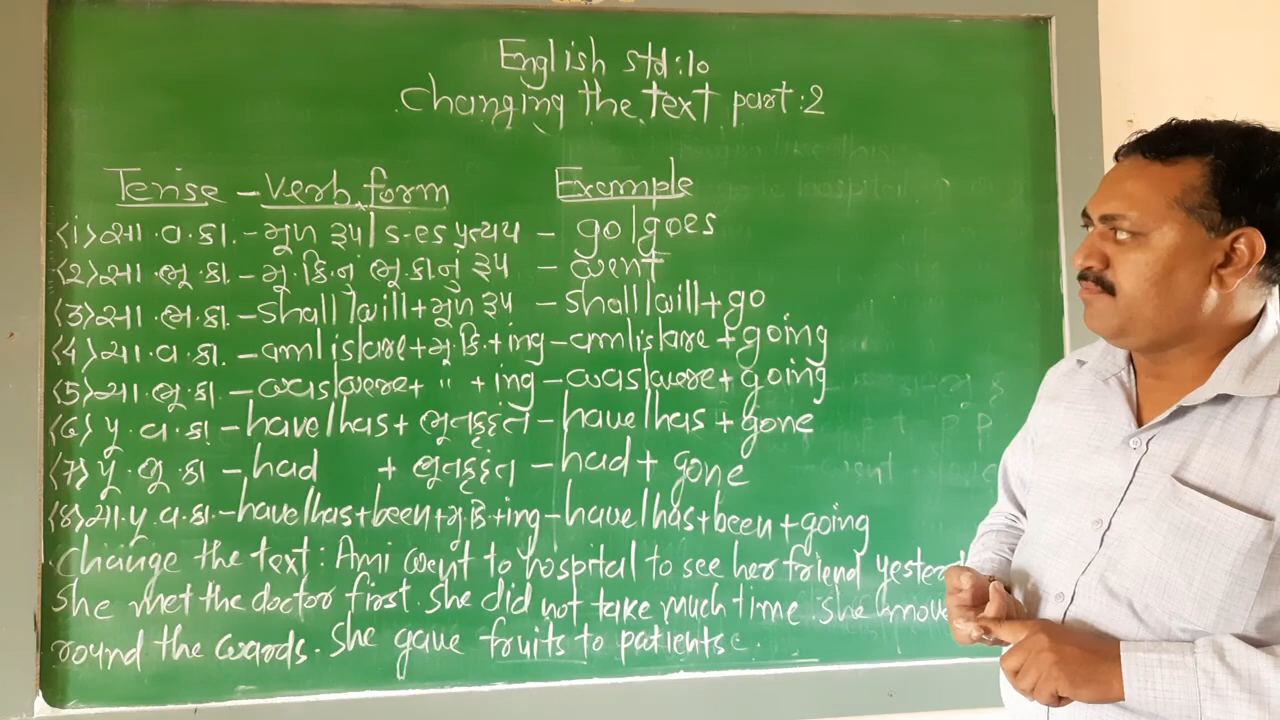 English std:10
Changing the text part:2
Tense - Verb form Example
(1) સા.વ.કા. - મૂળ રૂપ/s-es પ્રત્યય - go/goes
(2) સા.ભૂ.કા. - મૂ.ક્રિ.નું ભૂ.કાનું રૂપ - went
(3) સા.ભ.કા. - shall/will+મૂળ રૂપ - shall/will+go
(4) ચા.વ.કા. - am/is/are+મૂ.ક્રિ.+ing - am/is/are+going
(5) ચા.ભૂ.કા. - was/were+ " +ing - was/were+going
(6) પૂ.વ.કા - have/has+ ભૂતકૃદંત - have/has+gone
(7) પૂ.ભૂ.કા - had + ભૂતકૃદંત - had+gone
(8) ચા.પૂ.વ.કા. - have/has+been+મૂ.ક્રિ.+ing - have/has+been+going
Change the text: Ami went to hospital to see her friend
She met the doctor first. She did not take much time. She
round the wards. She gave fruits to patients.